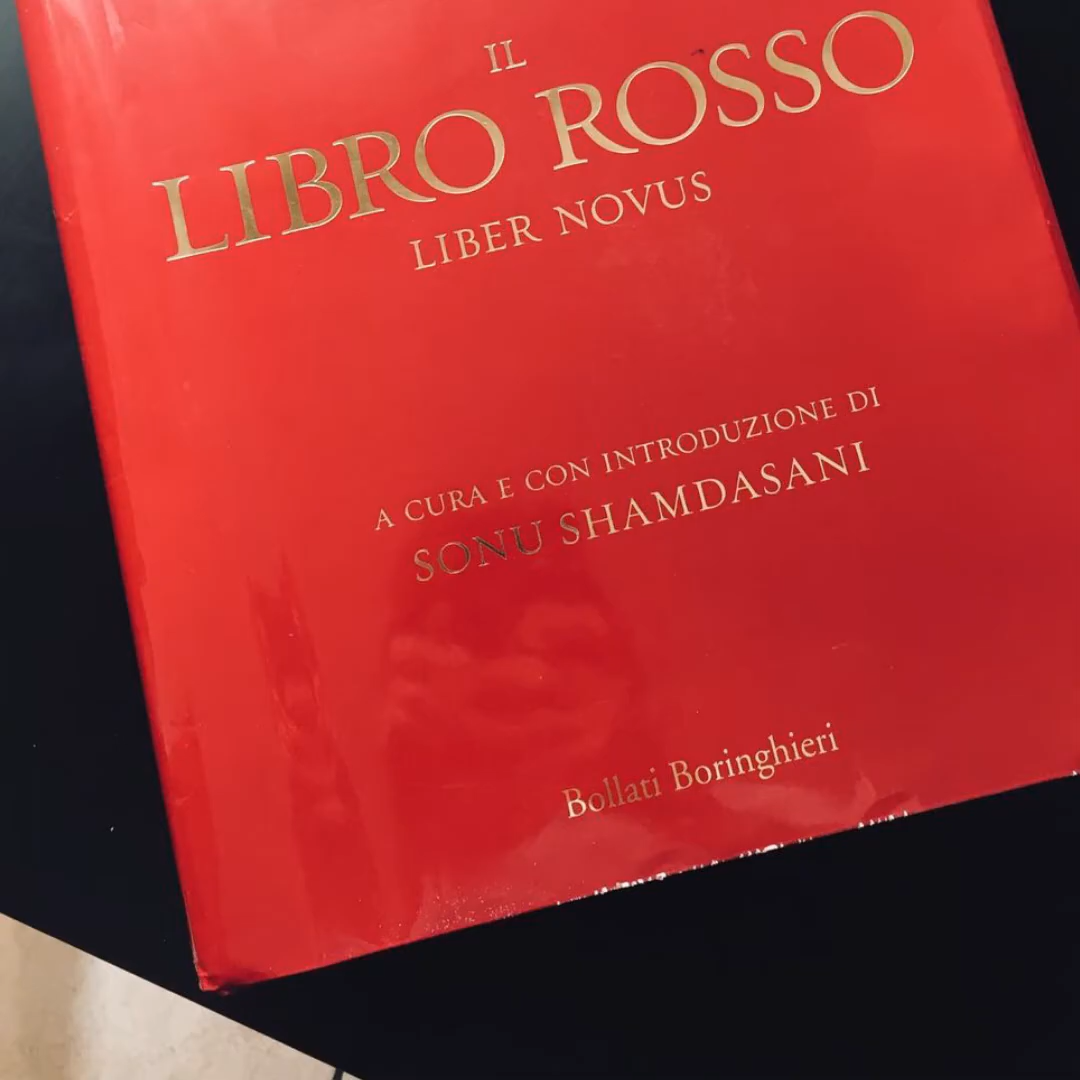 IL
LIBRO ROSSO
LIBER NOVUS
A CURA E CON INTRODUZIONE DI
SONU SHAMDASANI
Bollati Boringhieri